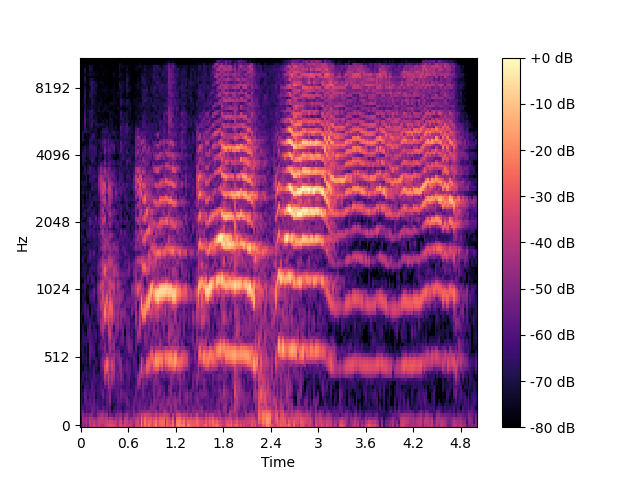 8192
4096
2048
1024
512
0
Hz
0 0.6 1.2 1.8 2.4 3 3.6 4.2 4.8
Time
+0 dB
-10 dB
-20 dB
-30 dB
-40 dB
-50 dB
-60 dB
-70 dB
-80 dB